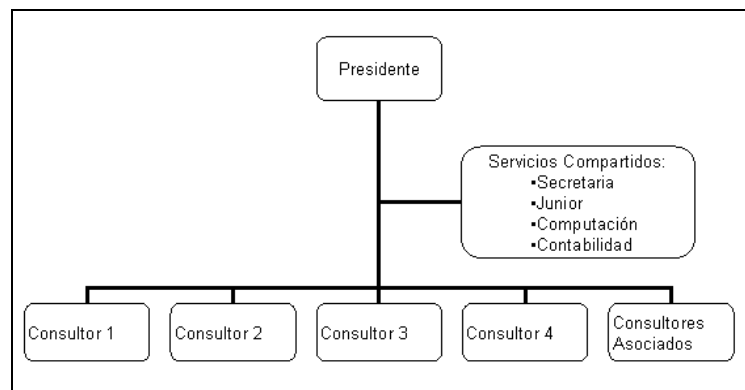 Presidente
Servicios Compartidos:
▪Secretaria
▪Junior
▪Computación
▪Contabilidad
Consultor 1
Consultor 2
Consultor 3
Consultor 4
Consultores
Asociados